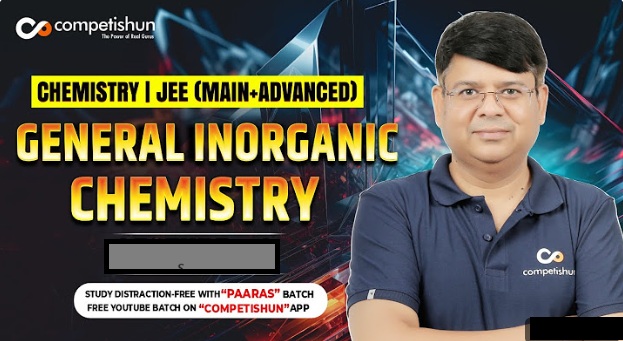 competishun
The Power of Real Gurus
CHEMISTRY | JEE (MAIN+ADVANCED)
GENERAL INORGANIC
CHEMISTRY
STUDY DISTRACTION-FREE WITH "PAARAS" BATCH
FREE YOUTUBE BATCH ON "COMPETISHUN" APP
competishun